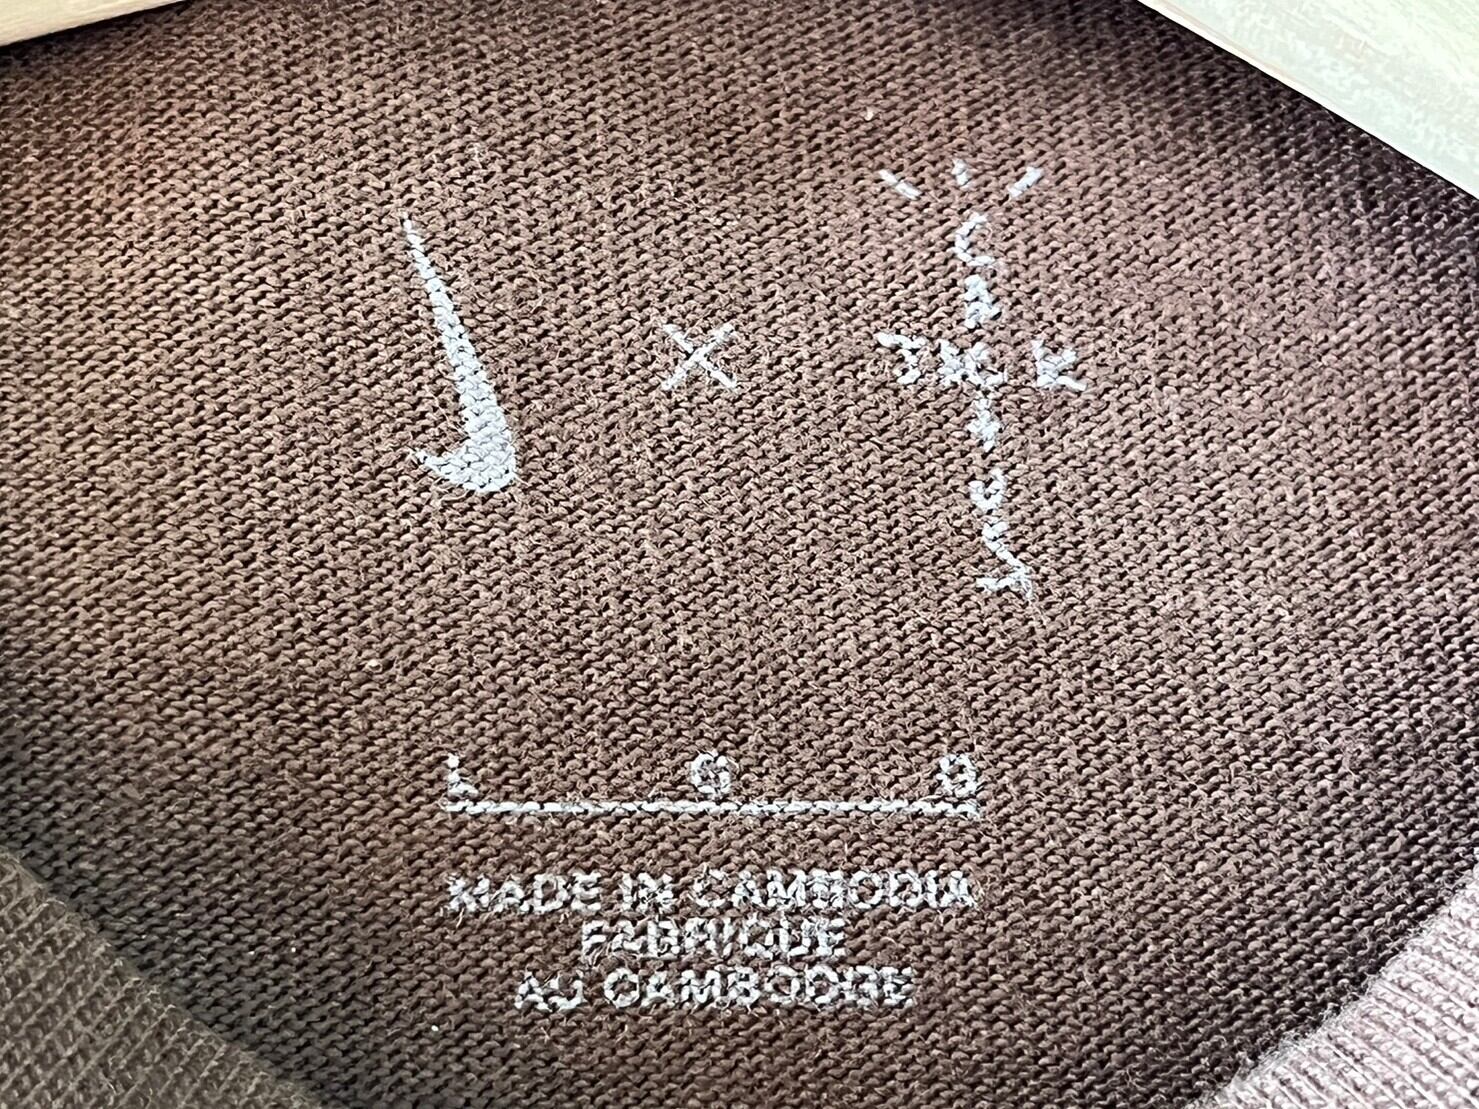 ×
L G O
MADE IN CAMBODIA
FABRIQUE
AU CAMBODGE